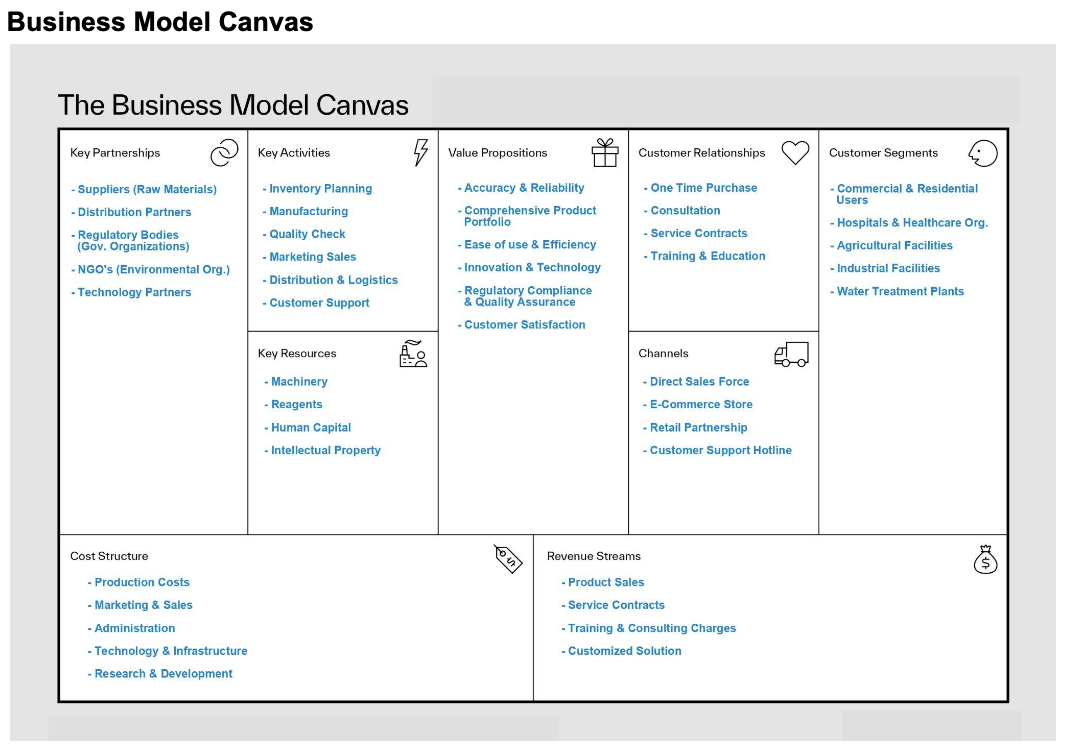 Business Model Canvas
The Business Model Canvas
Key Partnerships
- Suppliers (Raw Materials)
- Distribution Partners
- Regulatory Bodies
(Gov. Organizations)
- NGO's (Environmental Org.)
- Technology Partners
Key Activities
- Inventory Planning
- Manufacturing
- Quality Check
- Marketing Sales
- Distribution & Logistics
- Customer Support
Key Resources
- Machinery
- Reagents
- Human Capital
- Intellectual Property
Value Propositions
- Accuracy & Reliability
- Comprehensive Product
Portfolio
- Ease of use & Efficiency
- Innovation & Technology
- Regulatory Compliance
& Quality Assurance
- Customer Satisfaction
Customer Relationships
- One Time Purchase
- Consultation
- Service Contracts
- Training & Education
Channels
- Direct Sales Force
- E-Commerce Store
- Retail Partnership
- Customer Support Hotline
Customer Segments
- Commercial & Residential
Users
- Hospitals & Healthcare Org.
- Agricultural Facilities
- Industrial Facilities
- Water Treatment Plants
Cost Structure
$
- Production Costs
- Marketing & Sales
- Administration
- Technology & Infrastructure
- Research & Development
Revenue Streams
$
- Product Sales
- Service Contracts
- Training & Consulting Charges
- Customized Solution